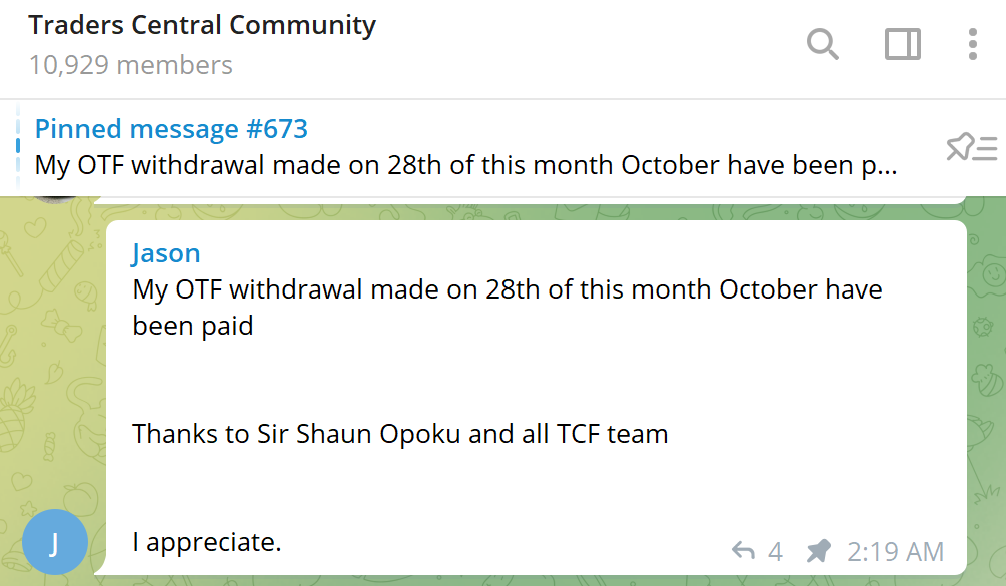 Traders Central Community
10,929 members
Pinned message #673
My OTF withdrawal made on 28th of this month October have been p...
Jason
My OTF withdrawal made on 28th of this month October have
been paid
Thanks to Sir Shaun Opoku and all TCF team
I appreciate.
4
2:19 AM
J